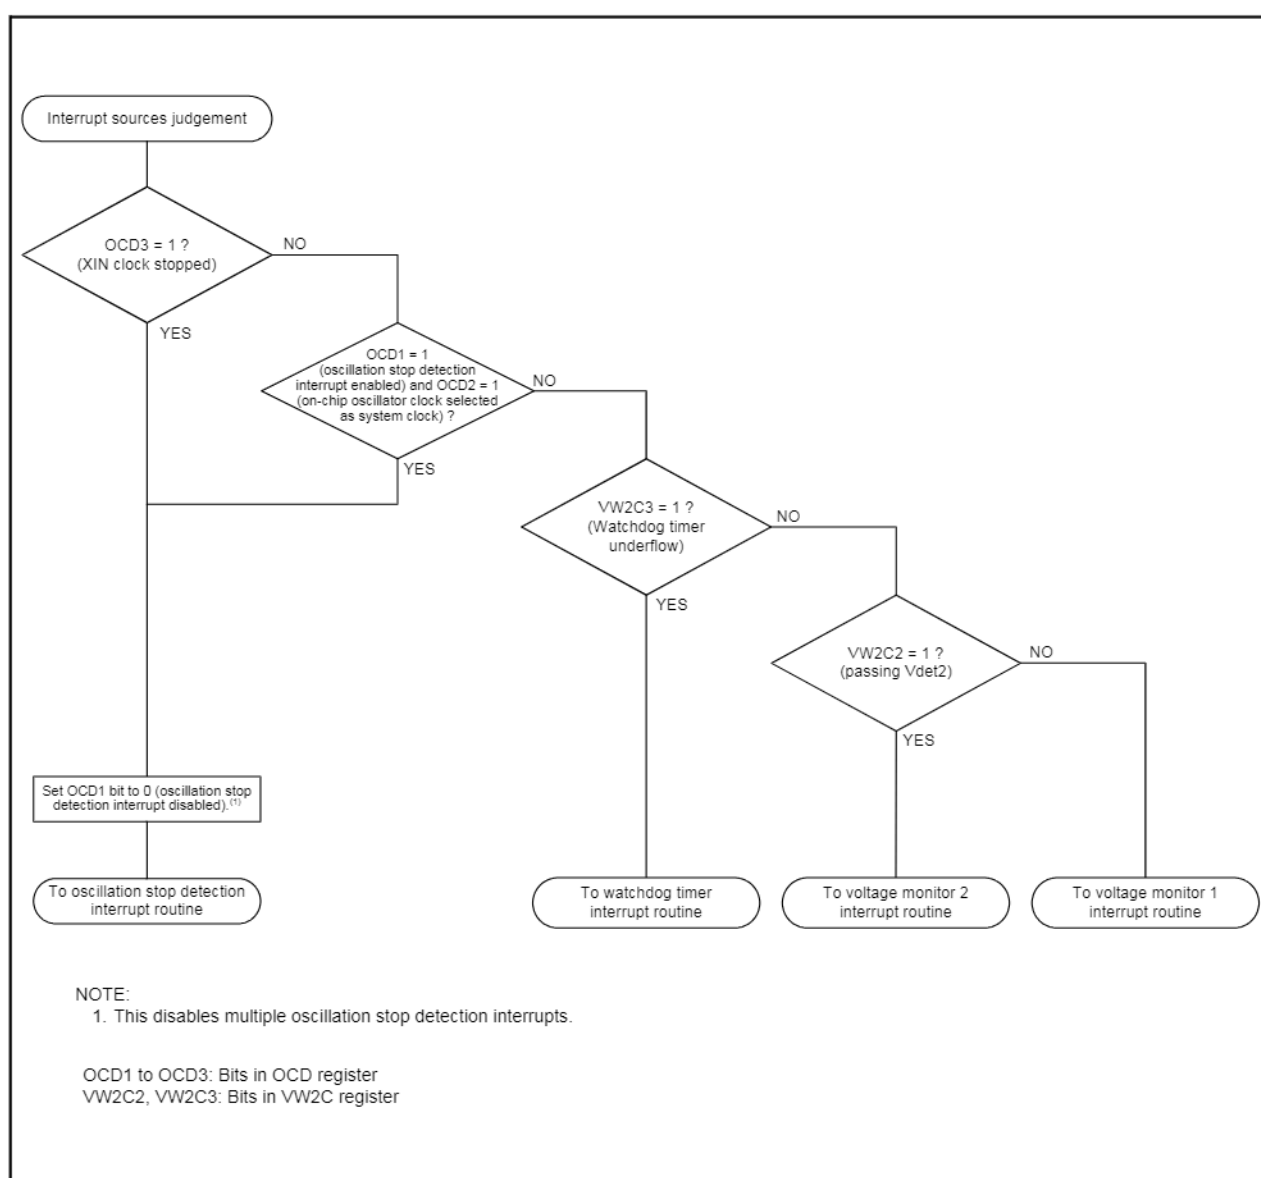 Interrupt sources judgement
OCD3 = 1 ?
(XIN clock stopped)
NO
YES
OCD1 = 1
(oscillation stop detection
interrupt enabled) and OCD2 = 1
(on-chip oscillator clock selected
as system clock) ?
NO
YES
VW2C3 = 1 ?
(Watchdog timer
underflow)
NO
YES
VW2C2 = 1 ?
(passing Vdet2)
NO
YES
Set OCD1 bit to 0 (oscillation stop
detection interrupt disabled).(1)
To oscillation stop detection
interrupt routine
To watchdog timer
interrupt routine
To voltage monitor 2
interrupt routine
To voltage monitor 1
interrupt routine
NOTE:
1. This disables multiple oscillation stop detection interrupts.
OCD1 to OCD3: Bits in OCD register
VW2C2, VW2C3: Bits in VW2C register